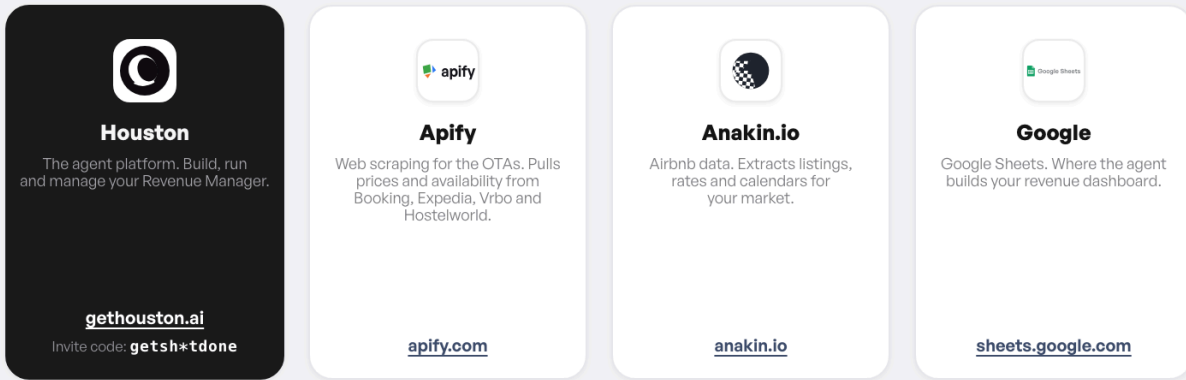 Houston
The agent platform. Build, run
and manage your Revenue Manager.
gethouston.ai
Invite code: getsh*tdone
apify
Apify
Web scraping for the OTAs. Pulls
prices and availability from
Booking, Expedia, Vrbo and
Hostelworld.
apify.com
Anakin.io
Airbnb data. Extracts listings,
rates and calendars for
your market.
anakin.io
Google Sheets
Google
Google Sheets. Where the agent
builds your revenue dashboard.
sheets.google.com